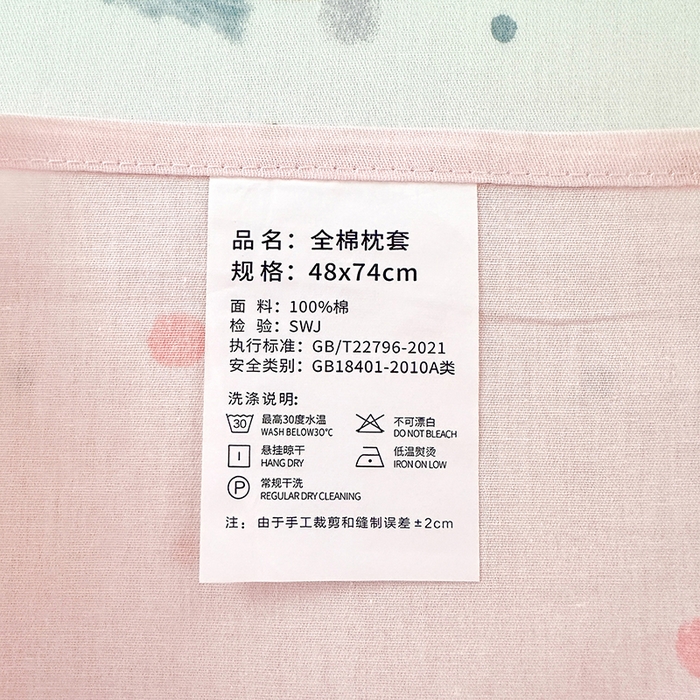 品名：全棉枕套
规格：48x74cm
面料：100%棉
检验：SWJ
执行标准：GB/T22796-2021
安全类别：GB18401-2010A类
洗涤说明:
30 最高30度水温 不可漂白
WASH BELOW30°C DO NOT BLEACH
悬挂晾干 低温熨烫
HANG DRY IRON ON LOW
P 常规干洗
REGULAR DRY CLEANING
注：由于手工裁剪和缝制误差±2cm